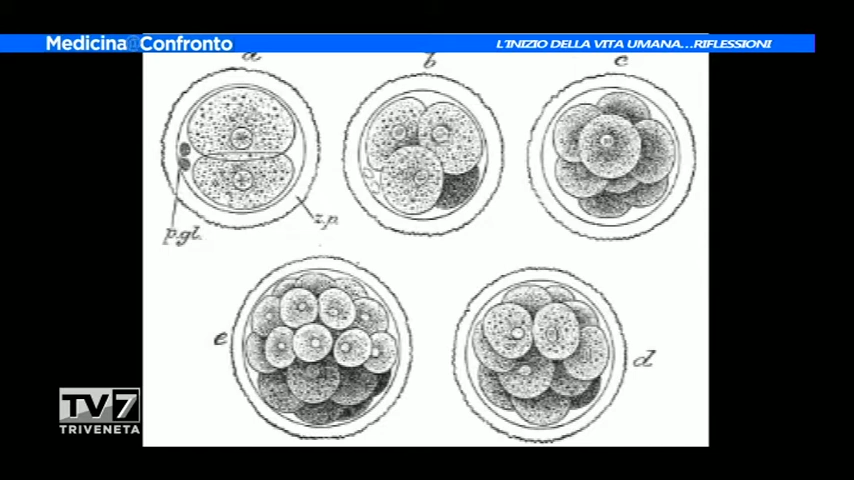 Medicina@Confronto
L'INIZIO DELLA VITA UMANA...RIFLESSIONI
a
b
c
p.gl.
z.p.
e
d
TV7
TRIVENETA